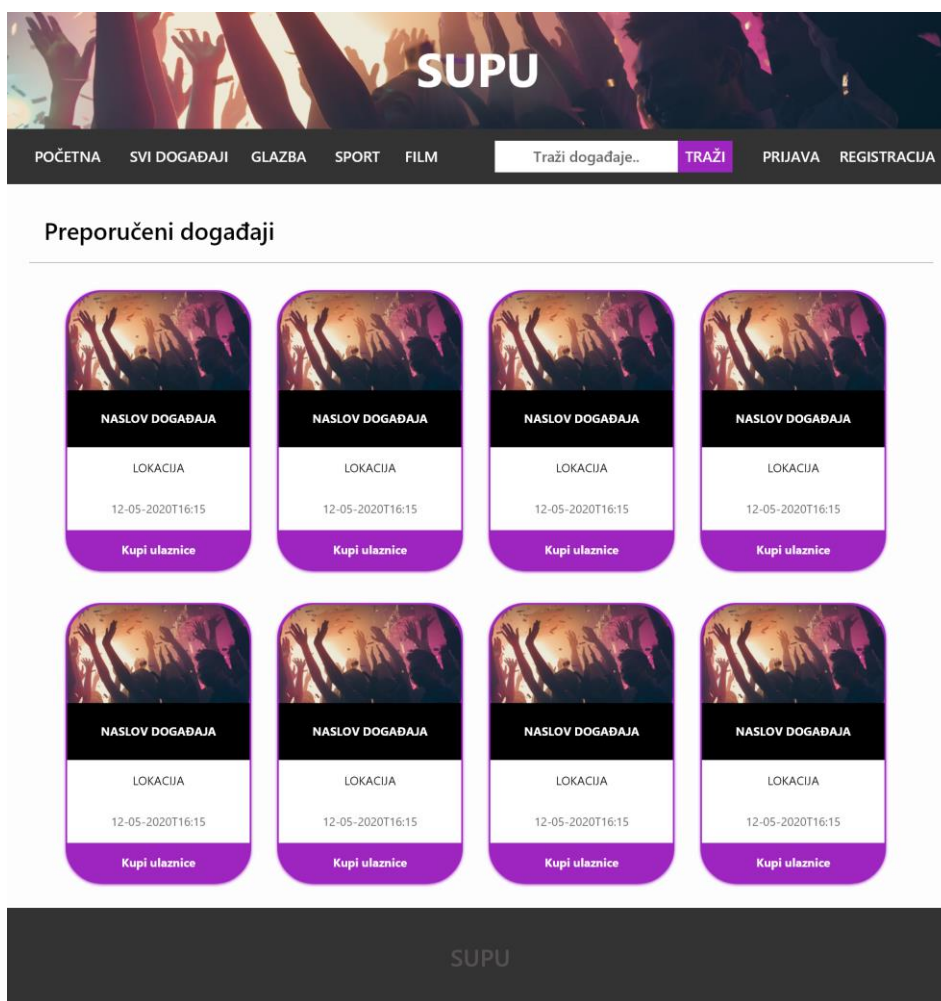 SUPU
POČETNA SVI DOGAĐAJI GLAZBA SPORT FILM Traži događaje.. TRAŽI PRIJAVA REGISTRACIJA
Preporučeni događaji
NASLOV DOGAĐAJA NASLOV DOGAĐAJA NASLOV DOGAĐAJA NASLOV DOGAĐAJA
LOKACIJA LOKACIJA LOKACIJA LOKACIJA
12-05-2020T16:15 12-05-2020T16:15 12-05-2020T16:15 12-05-2020T16:15
Kupi ulaznice Kupi ulaznice Kupi ulaznice Kupi ulaznice
NASLOV DOGAĐAJA NASLOV DOGAĐAJA NASLOV DOGAĐAJA NASLOV DOGAĐAJA
LOKACIJA LOKACIJA LOKACIJA LOKACIJA
12-05-2020T16:15 12-05-2020T16:15 12-05-2020T16:15 12-05-2020T16:15
Kupi ulaznice Kupi ulaznice Kupi ulaznice Kupi ulaznice
SUPU